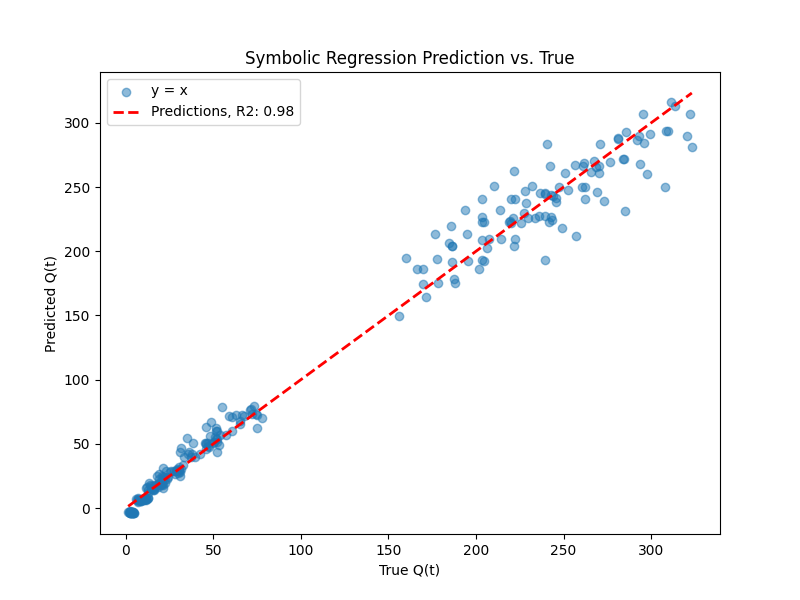 Symbolic Regression Prediction vs. True
y = x
Predictions, R2: 0.98
300
250
200
150
100
50
0
Predicted Q(t)
0 50 100 150 200 250 300
True Q(t)